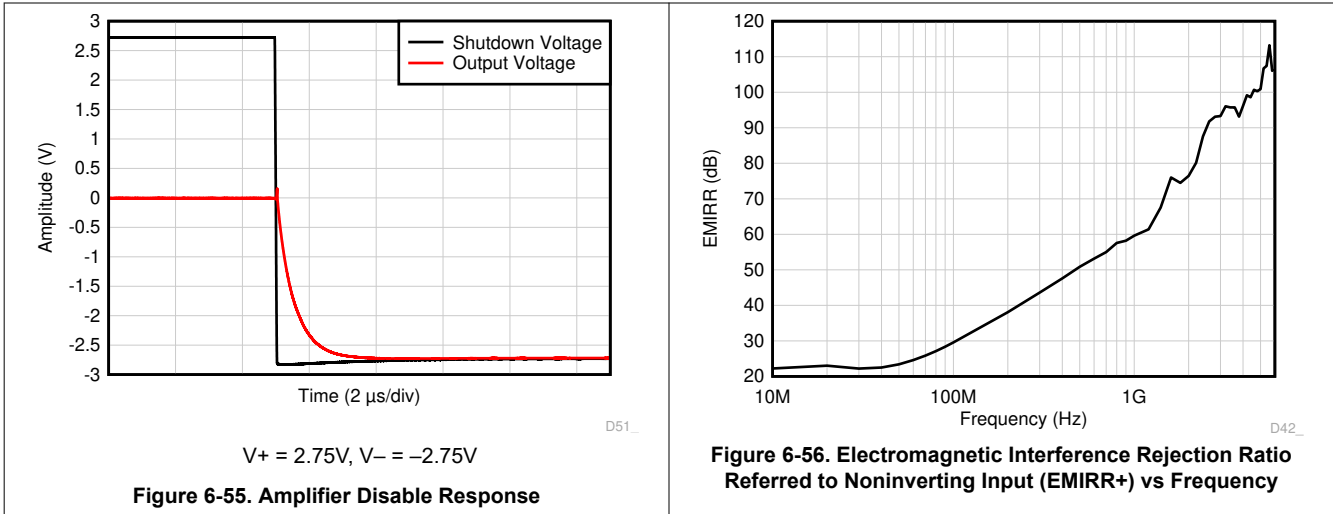 3
2.5
2
1.5
1
0.5
0
-0.5
-1
-1.5
-2
-2.5
-3
Amplitude (V)
Shutdown Voltage
Output Voltage
Time (2 µs/div)
D51_
V+ = 2.75V, V– = –2.75V
Figure 6-55. Amplifier Disable Response
120
110
100
90
80
70
60
50
40
30
20
EMIRR (dB)
10M 100M 1G
Frequency (Hz)
D42_
Figure 6-56. Electromagnetic Interference Rejection Ratio
Referred to Noninverting Input (EMIRR+) vs Frequency